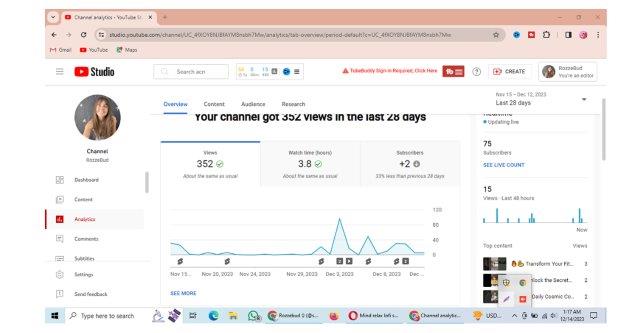 Channel analytics - YouTube St
studio.youtube.com/channel/UC_49XOYBNJBfAYM8nsbh7Mw/analytics/tab-overview/period-default?c=UC_49XOYBNJBfAYM8nsbh7Mw
Gmail YouTube Maps
Studio
Search acr
TubeBuddy Sign-in Required, Click Here
CREATE
RozzeBud
You're an editor
Channel
RozzeBud
Dashboard
Content
Analytics
Comments
Subtitles
Settings
Send feedback
Overview Content Audience Research
Nov 15 – Dec 12, 2023
Last 28 days
Your channel got 352 views in the last 28 days
Views
352
About the same as usual
Watch time (hours)
3.8
About the same as usual
Subscribers
+2
33% less than previous 28 days
120
80
40
0
Nov 15... Nov 20, 2023 Nov 24, 2023 Nov 29, 2023 Dec 3, 2023 Dec 8, 2023 Dec ...
SEE MORE
Realtime
Updating live
75
Subscribers
SEE LIVE COUNT
15
Views · Last 48 hours
Now
Top content Views
Transform Your Fit... 3
lock the Secret... 2
Daily Cosmic Co... 2
Type here to search
RozzeBud
Mind relax lofi s...
Channel analytic...
USD...
1:17 AM
12/14/2023